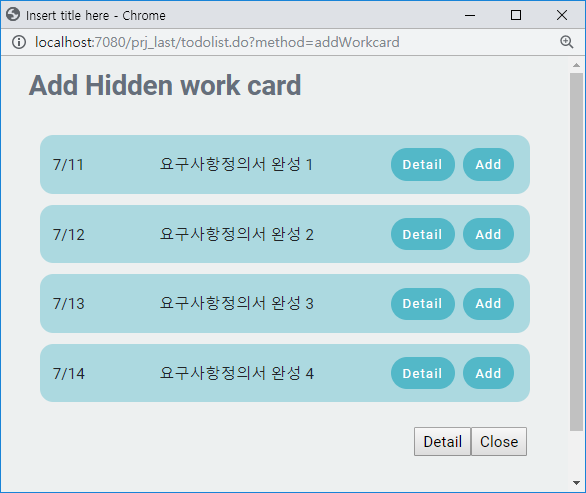 Insert title here - Chrome
localhost:7080/prj_last/todolist.do?method=addWorkcard
Add Hidden work card
7/11 요구사항정의서 완성 1 Detail Add
7/12 요구사항정의서 완성 2 Detail Add
7/13 요구사항정의서 완성 3 Detail Add
7/14 요구사항정의서 완성 4 Detail Add
Detail Close